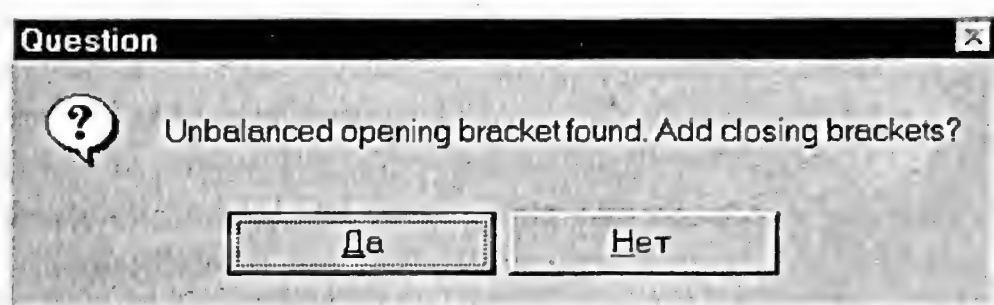 Question
Unbalanced opening bracket found. Add closing brackets?
Да
Нет